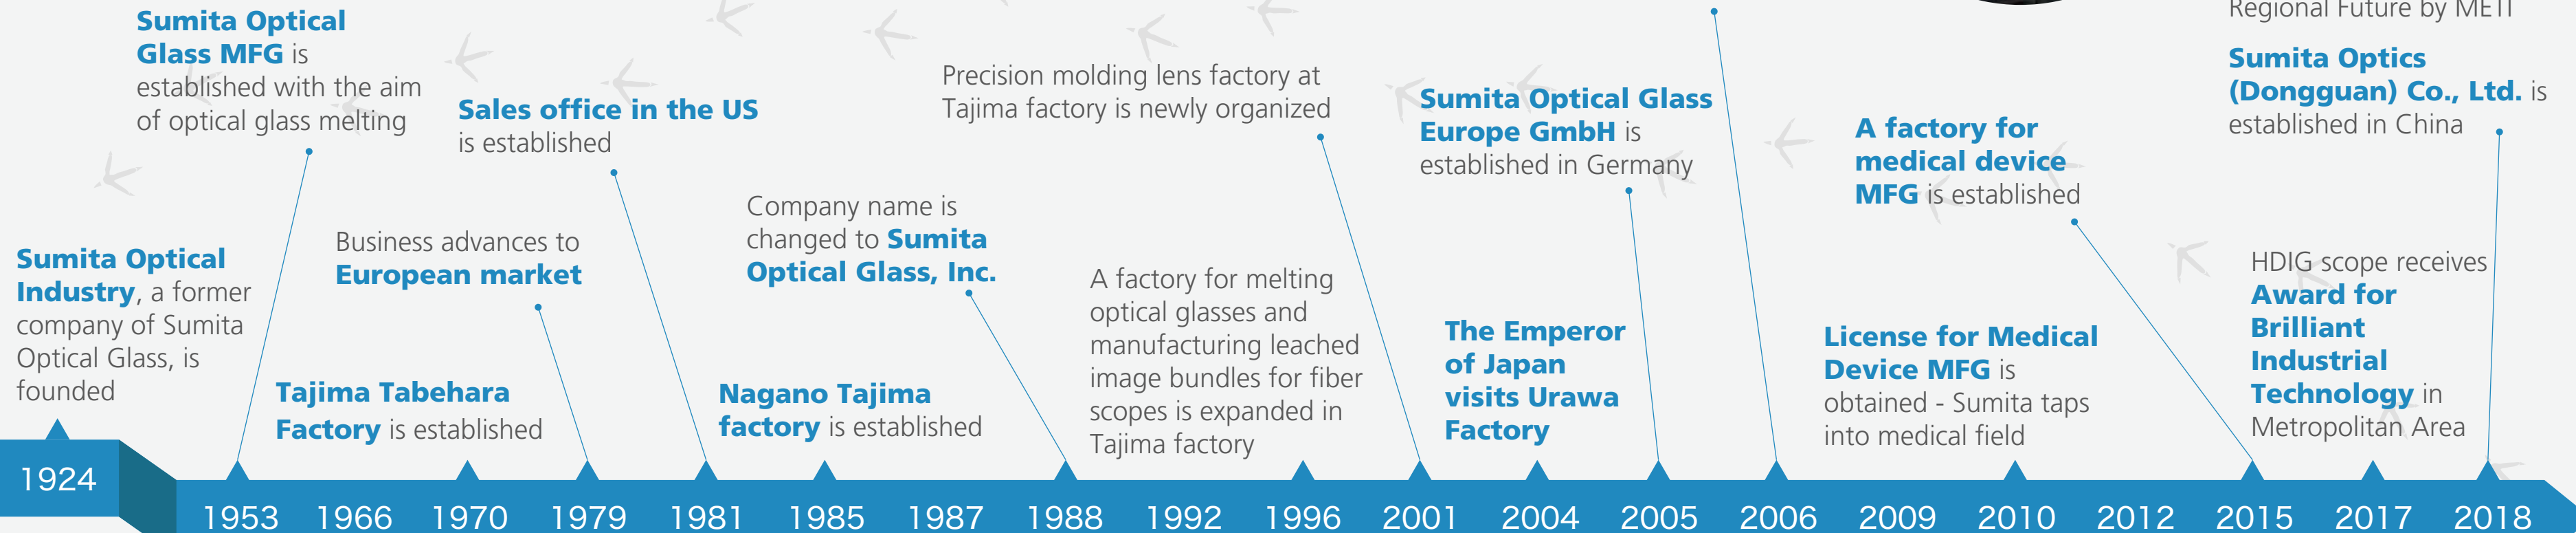 Sumita Optical
Glass MFG is
established with the aim
of optical glass melting
Sales office in the US
is established
Precision molding lens factory at
Tajima factory is newly organized
Sumita Optical Glass
Europe GmbH is
established in Germany
A factory for
medical device
MFG is established
Regional Future by METI
Sumita Optics
(Dongguan) Co., Ltd. is
established in China
Sumita Optical
Industry, a former
company of Sumita
Optical Glass, is
founded
Business advances to
European market
Tajima Tabehara
Factory is established
Company name is
changed to Sumita
Optical Glass, Inc.
Nagano Tajima
factory is established
A factory for melting
optical glasses and
manufacturing leached
image bundles for fiber
scopes is expanded in
Tajima factory
The Emperor
of Japan
visits Urawa
Factory
License for Medical
Device MFG is
obtained - Sumita taps
into medical field
HDIG scope receives
Award for
Brilliant
Industrial
Technology in
Metropolitan Area
1924
1953 1966 1970 1979 1981 1985 1987 1988 1992 1996 2001 2004 2005 2006 2009 2010 2012 2015 2017 2018